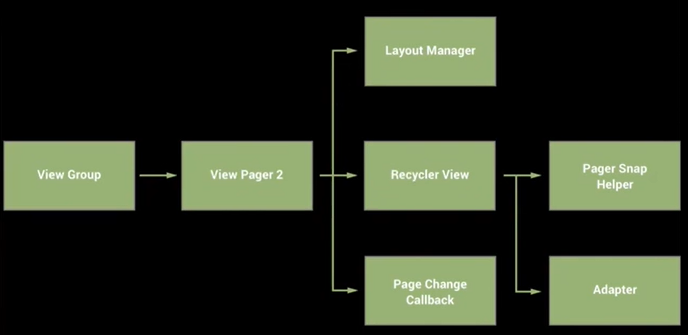 Layout Manager
View Group
View Pager 2
Recycler View
Pager Snap
Helper
Page Change
Callback
Adapter